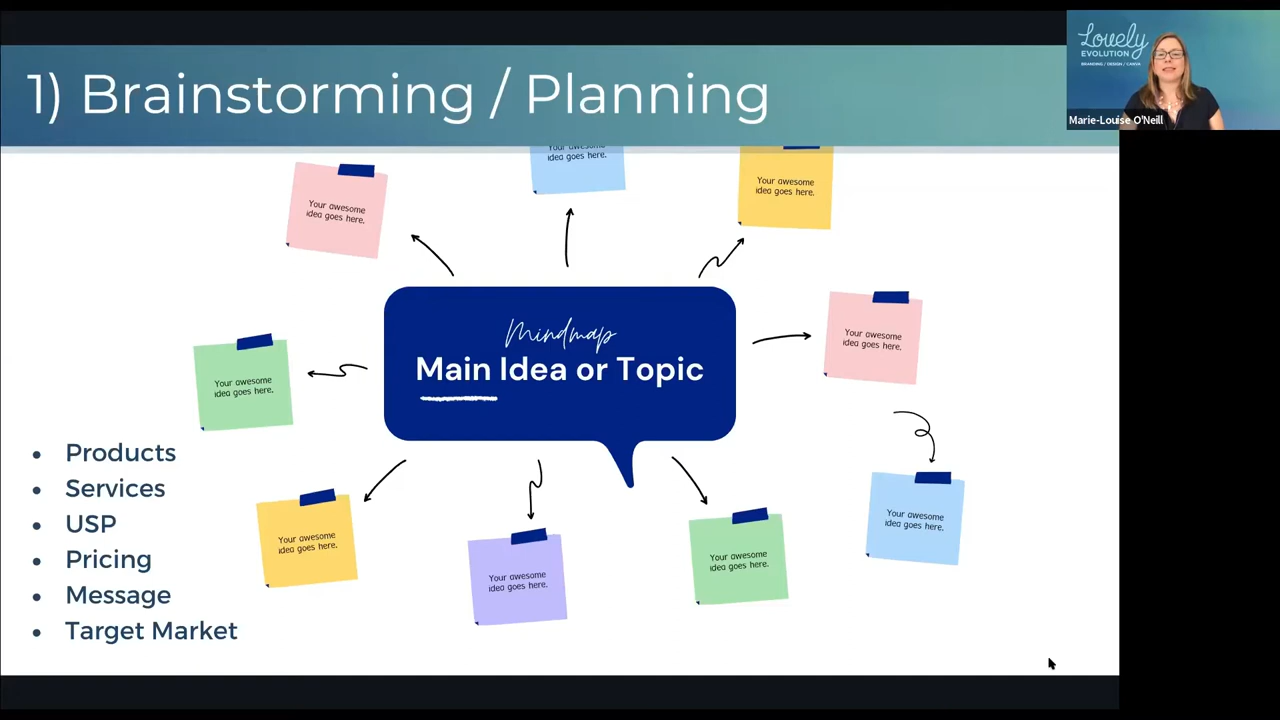 1) Brainstorming / Planning
Lovely
EVOLUTION
BRANDING / DESIGN / CANVA
Marie-Louise O'Neill
Your awesome
idea goes here.
Your awesome
idea goes here.
Your awesome
idea goes here.
Mindmap
Main Idea or Topic
Your awesome
idea goes here.
Your awesome
idea goes here.
Products
Services
USP
Pricing
Message
Target Market
Your awesome
idea goes here.
Your awesome
idea goes here.
Your awesome
idea goes here.
Your awesome
idea goes here.